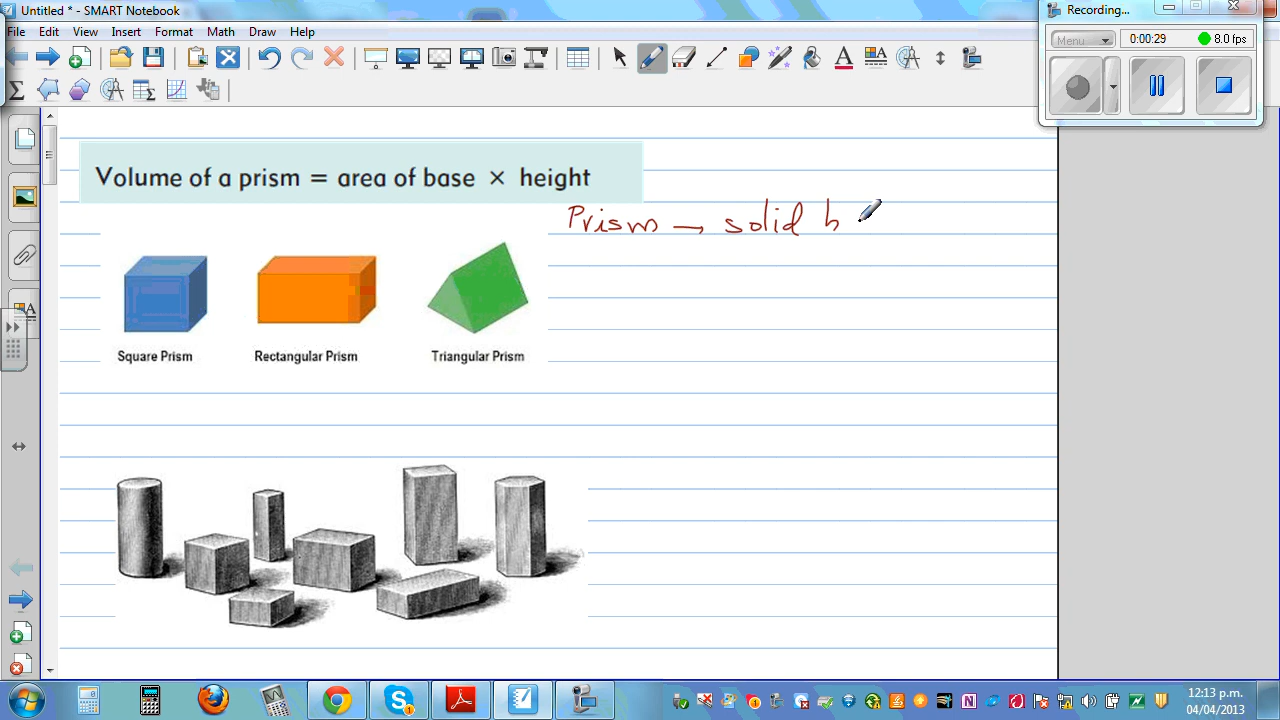 Untitled * - SMART Notebook
Recording...
File Edit View Insert Format Math Draw Help
Menu 0:00:29 8.0 fps
Volume of a prism = area of base × height
Prism → solid b
Square Prism Rectangular Prism Triangular Prism
12:13 p.m.
04/04/2013